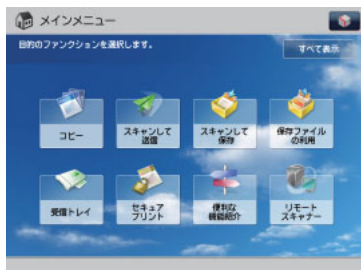 メインメニュー
目的のファンクションを選択します。
すべて表示
コピー
スキャンして
送信
スキャンして
保存
保存ファイル
の利用
受信トレイ
セキュア
プリント
便利な
機能紹介
リモート
スキャナー